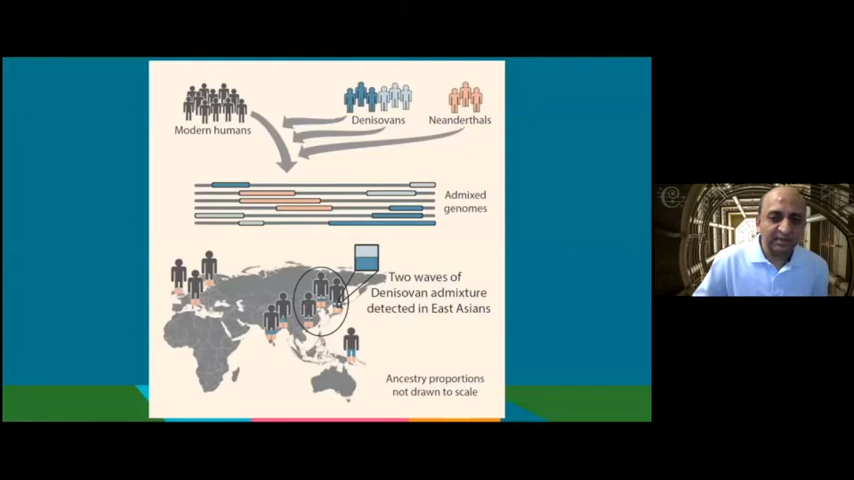 Modern humans
Denisovans
Neanderthals
Admixed
genomes
Two waves of
Denisovan admixture
detected in East Asians
Ancestry proportions
not drawn to scale